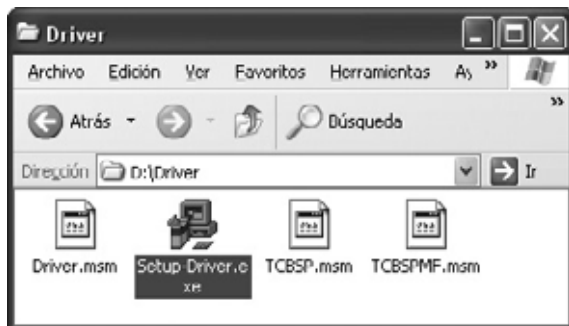 Driver
Archivo Edición Ver Favoritos Herramientas Ay »
Atrás Búsqueda »
Dirección D:\Driver Ir
Driver.msm Setup-Driver.e TCBSP.msm TCBSPMF.msm
xe